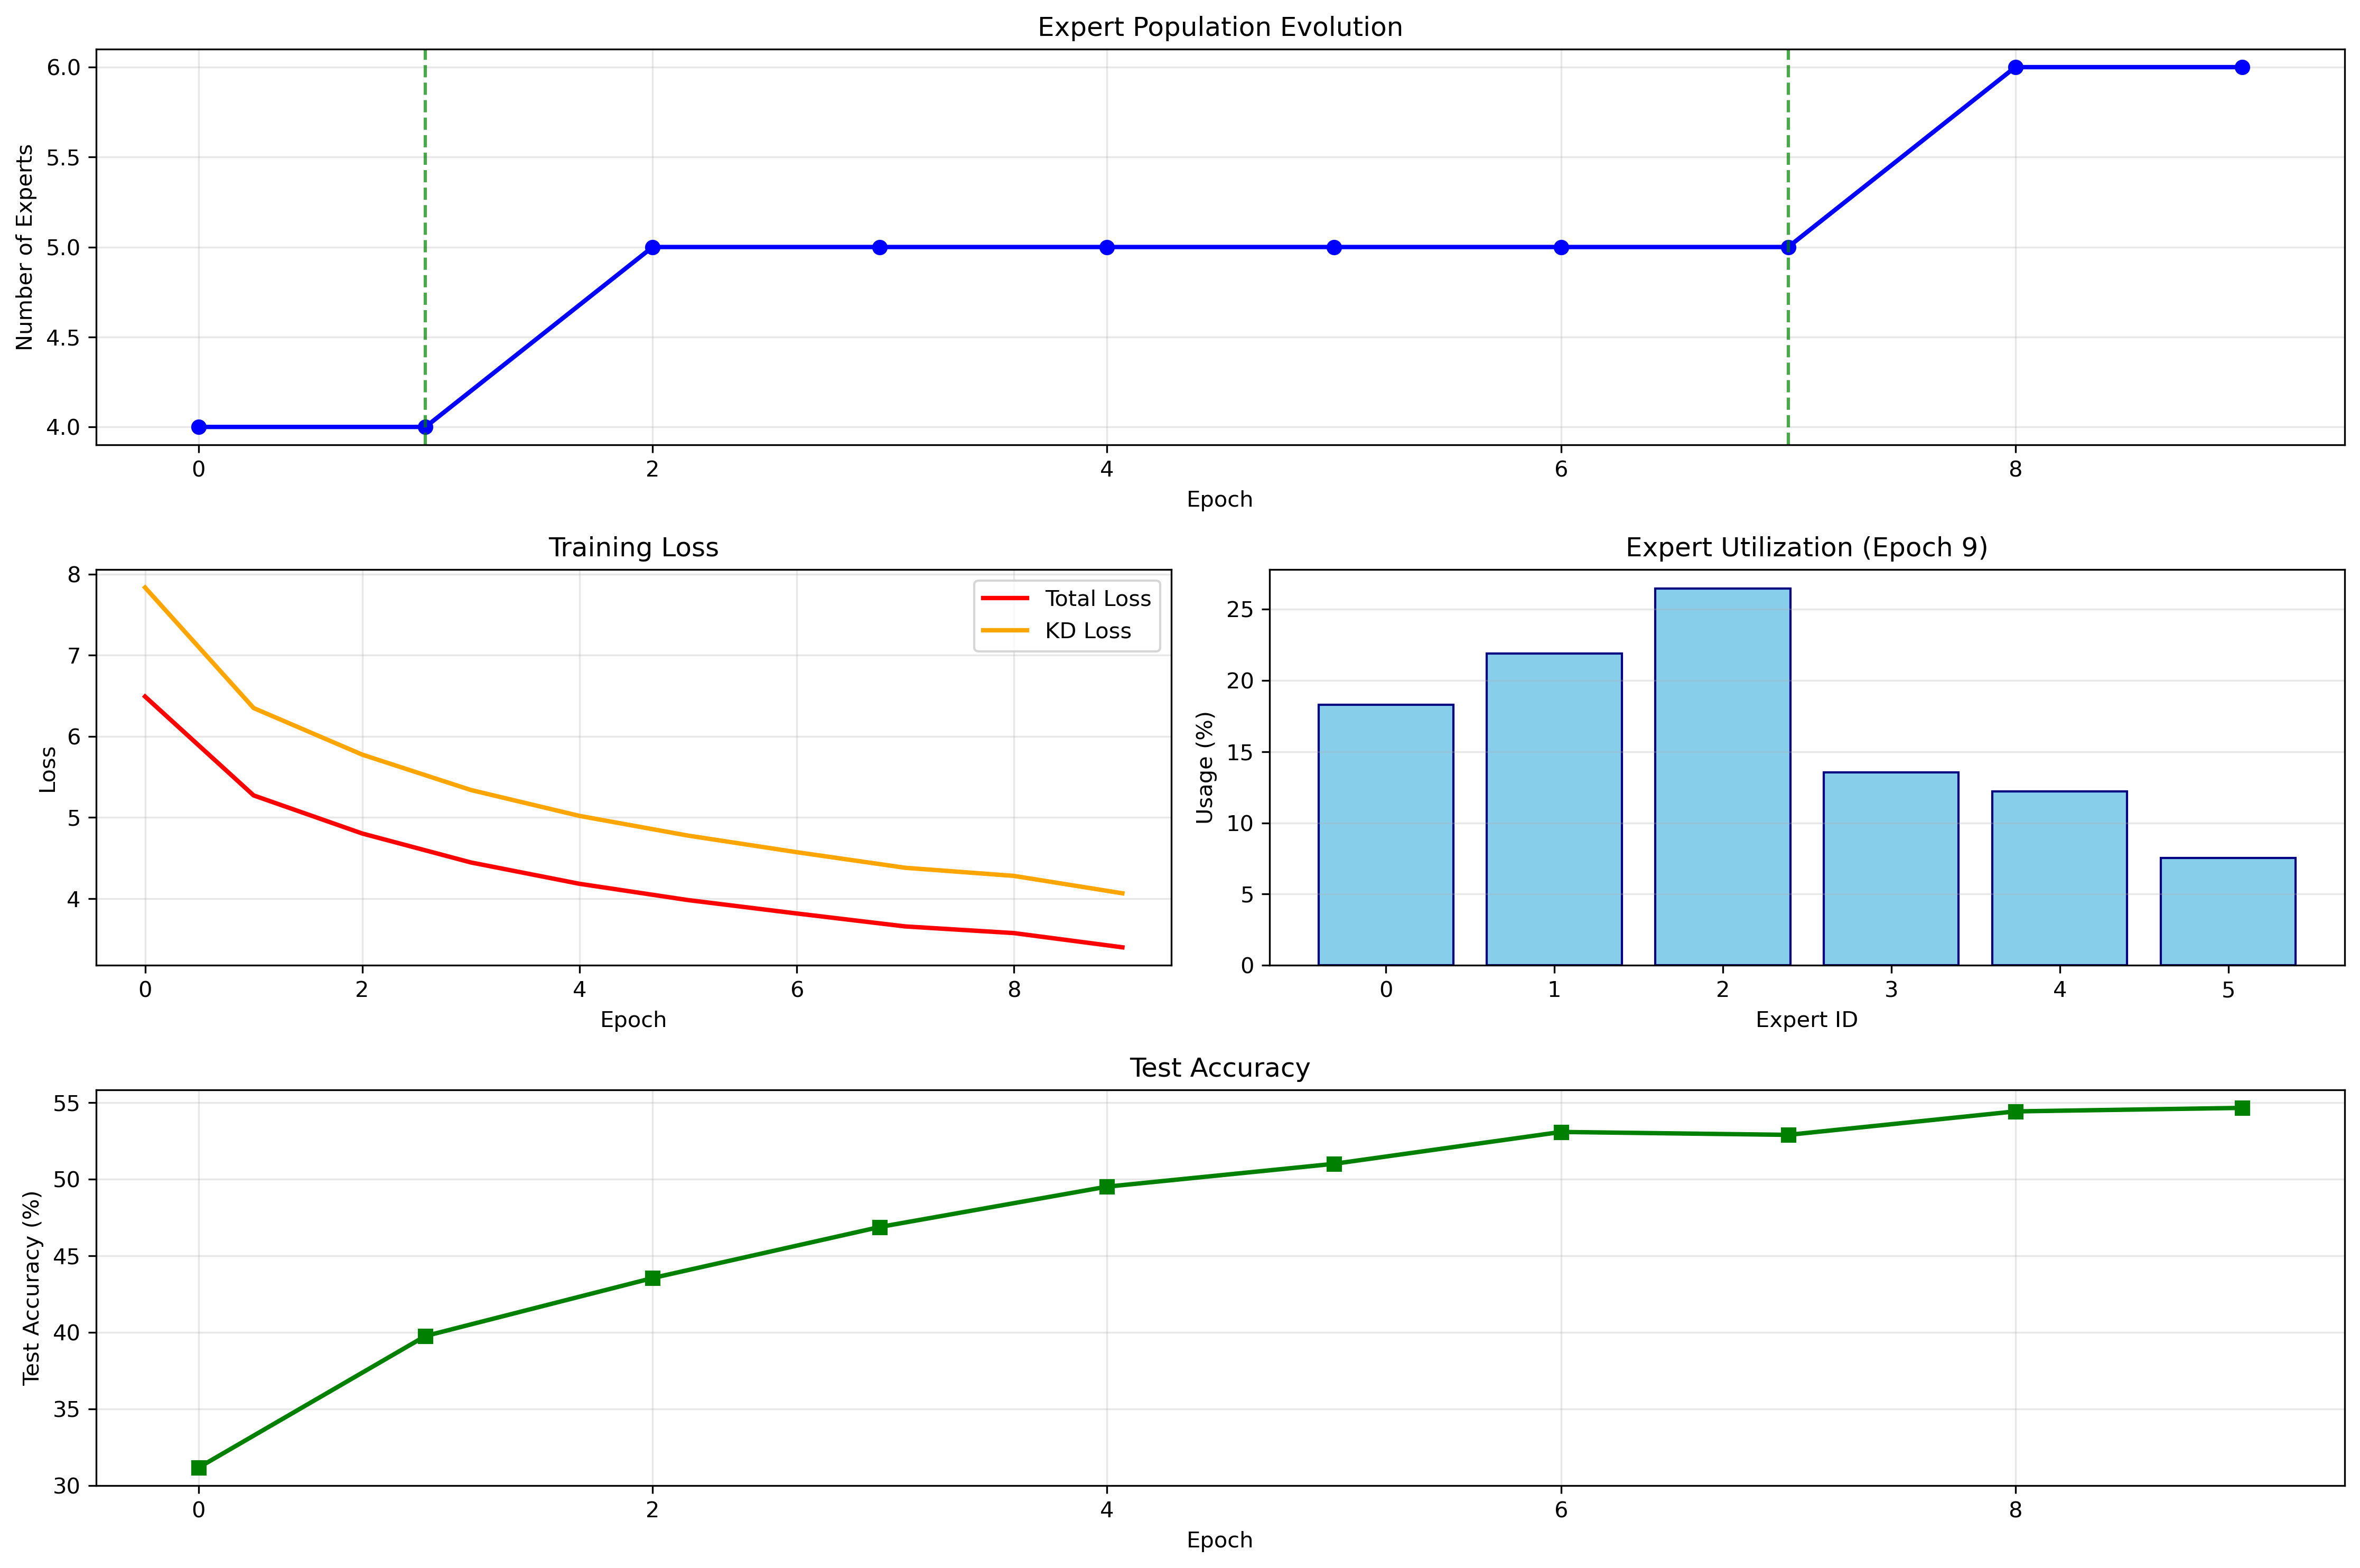 Expert Population Evolution
Number of Experts
6.0
5.5
5.0
4.5
4.0
0 2 4 6 8
Epoch
Training Loss
Loss
8
7
6
5
4
Total Loss
KD Loss
0 2 4 6 8
Epoch
Expert Utilization (Epoch 9)
Usage (%)
25
20
15
10
5
0
0 1 2 3 4 5
Expert ID
Test Accuracy
Test Accuracy (%)
55
50
45
40
35
30
0 2 4 6 8
Epoch